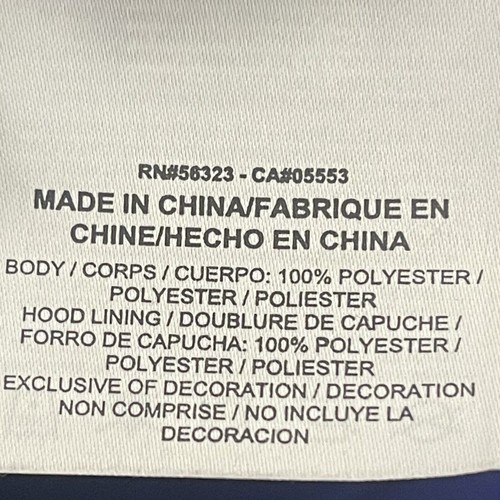 RN#56323 - CA#05553
MADE IN CHINA/FABRIQUE EN
CHINE/HECHO EN CHINA
BODY / CORPS / CUERPO: 100% POLYESTER /
POLYESTER / POLIESTER
HOOD LINING / DOUBLURE DE CAPUCHE /
FORRO DE CAPUCHA: 100% POLYESTER /
POLYESTER / POLIESTER
EXCLUSIVE OF DECORATION / DECORATION
NON COMPRISE / NO INCLUYE LA
DECORACION